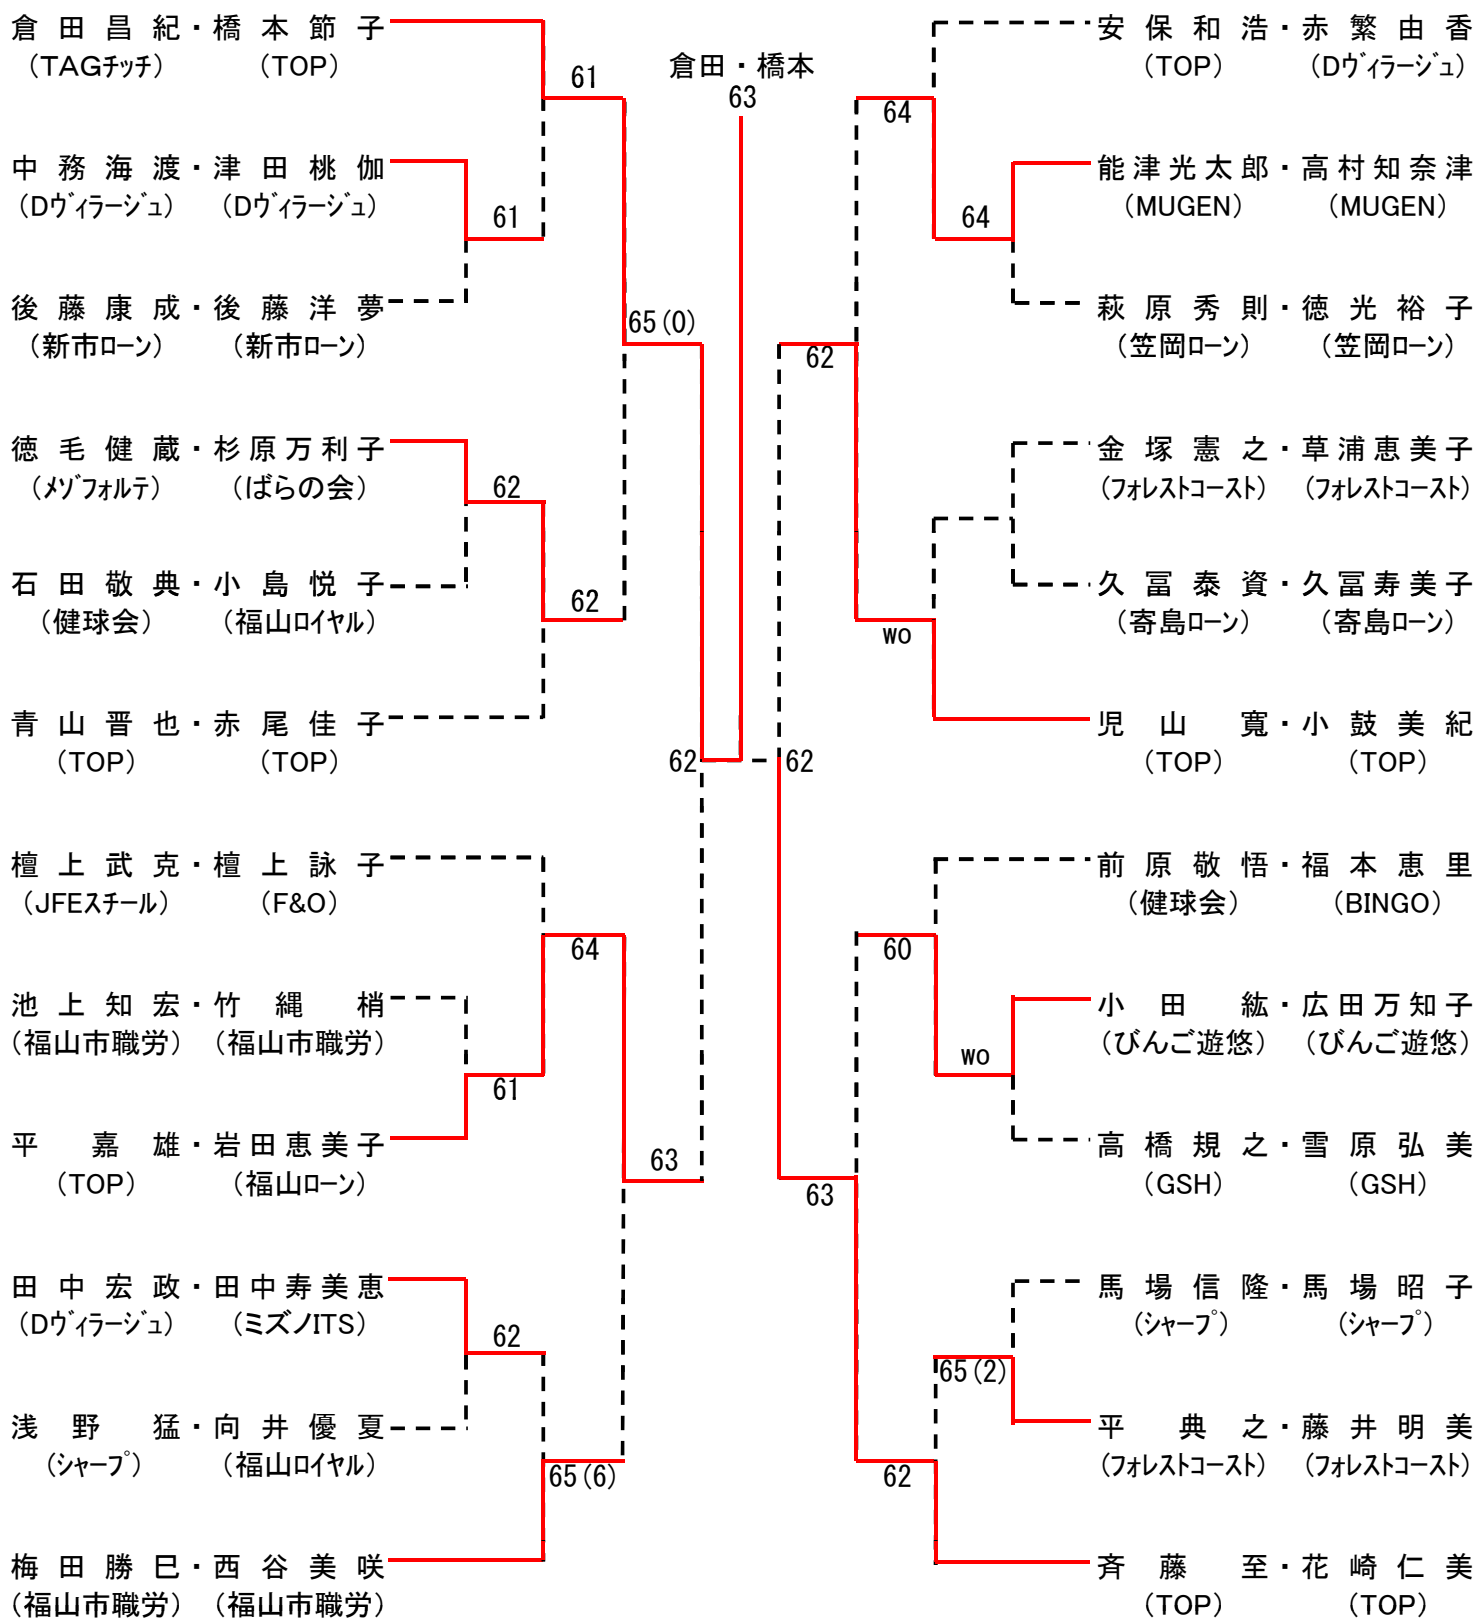 倉田昌紀・橋本節子
（TAGチッチ） （TOP）
61
中務海渡・津田桃伽
（Dヴィラージュ） （Dヴィラージュ）
61
後藤康成・後藤洋夢
（新市ローン） （新市ローン）
65(0)
徳毛健蔵・杉原万利子
（メゾフォルテ） （ばらの会）
62
石田敬典・小島悦子
（健球会） （福山ロイヤル）
62
青山晋也・赤尾佳子
（TOP） （TOP）
62
檀上武克・檀上詠子
（JFEスチール） （F&O）
64
池上知宏・竹縄梢
（福山市職労） （福山市職労）
61
平嘉雄・岩田恵美子
（TOP） （福山ローン）
63
田中宏政・田中寿美恵
（Dヴィラージュ） （ミズノITS）
62
浅野猛・向井優夏
（シャープ） （福山ロイヤル）
65(6)
梅田勝巳・西谷美咲
（福山市職労） （福山市職労）
倉田・橋本
63
安保和浩・赤繁由香
（TOP） （Dヴィラージュ）
64
能津光太郎・高村知奈津
（MUGEN） （MUGEN）
64
萩原秀則・徳光裕子
（笠岡ローン） （笠岡ローン）
62
金塚憲之・草浦恵美子
（フォレストコースト） （フォレストコースト）
久冨泰資・久冨寿美子
（寄島ローン） （寄島ローン）
wo
児山寛・小鼓美紀
（TOP） （TOP）
62
前原敬悟・福本恵里
（健球会） （BINGO）
60
小田紘・広田万知子
（びんご遊悠） （びんご遊悠）
wo
高橋規之・雪原弘美
（GSH） （GSH）
63
馬場信隆・馬場昭子
（シャープ） （シャープ）
65(2)
平典之・藤井明美
（フォレストコースト） （フォレストコースト）
62
斉藤至・花崎仁美
（TOP） （TOP）